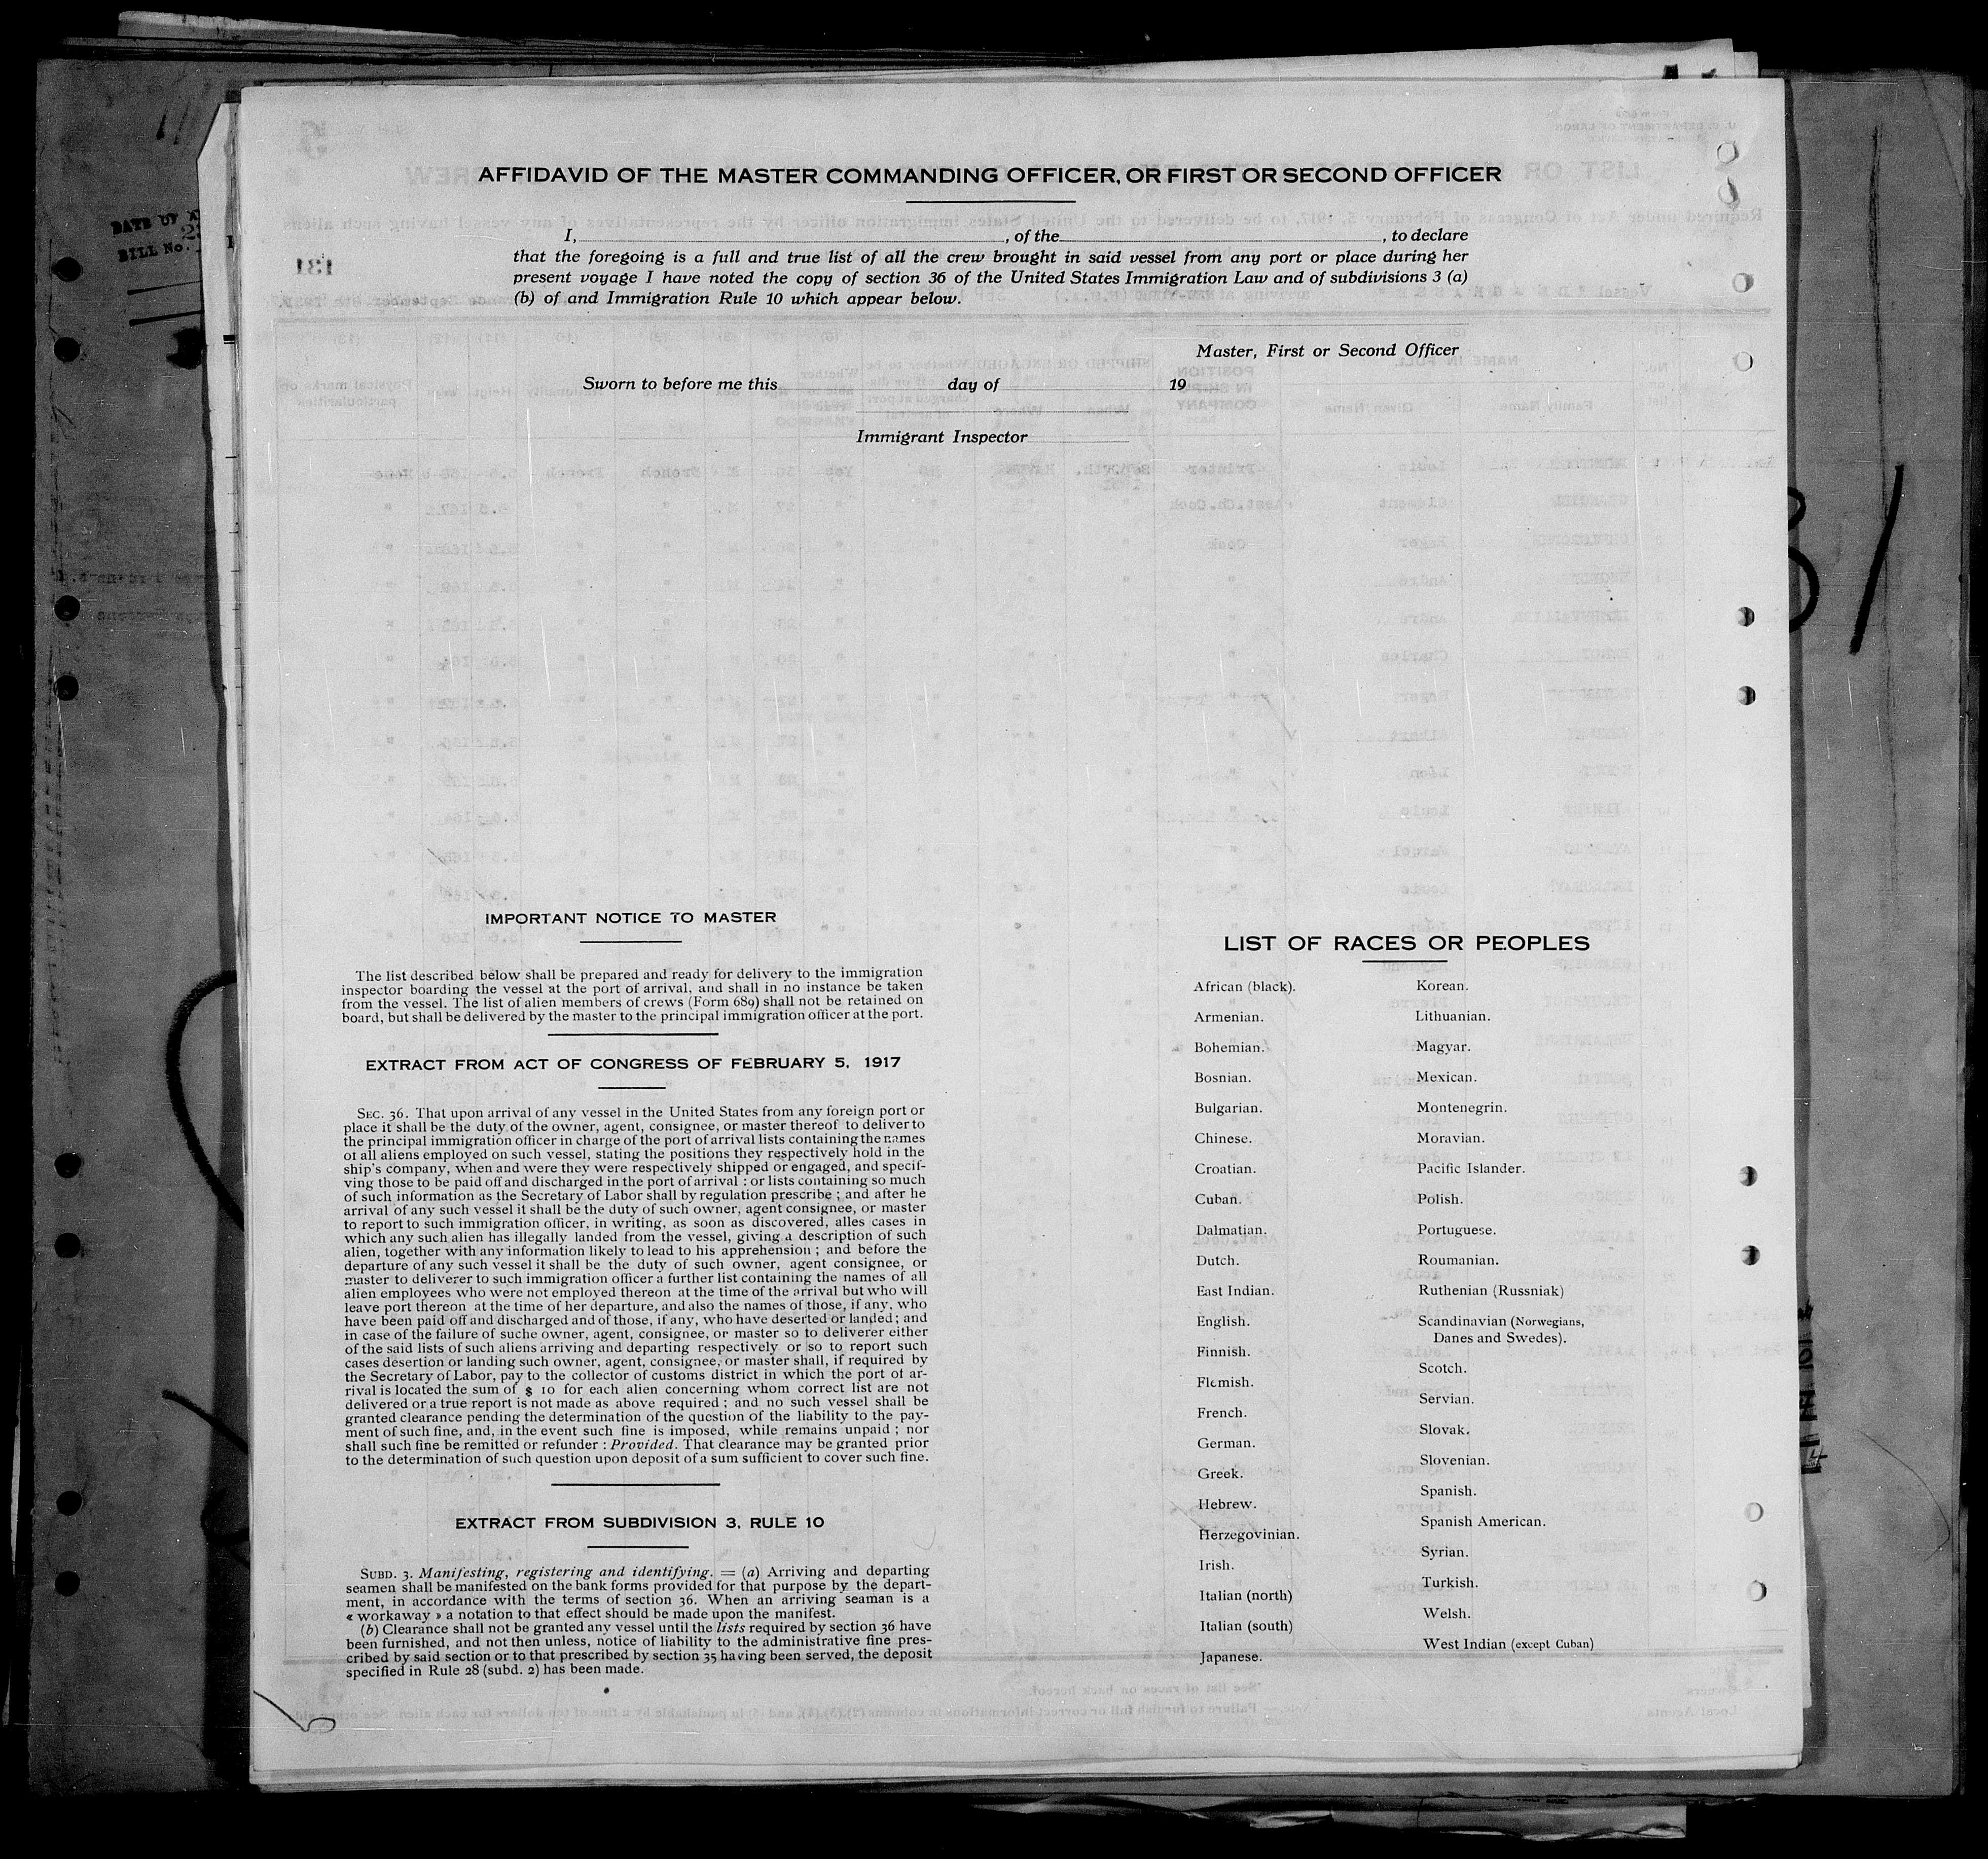 AFFIDAVID OF THE MASTER COMMANDING OFFICER, OR FIRST OR SECOND OFFICER
I, , of the , to declare
that the foregoing is a full and true list of all the crew brought in said vessel from any port or place during her
present voyage I have noted the copy of section 36 of the United States Immigration Law and of subdivisions 3 (a)
(b) of and Immigration Rule 10 which appear below.
Master, First or Second Officer
Sworn to before me this day of 19
Immigrant Inspector
IMPORTANT NOTICE TO MASTER
The list described below shall be prepared and ready for delivery to the immigration
inspector boarding the vessel at the port of arrival, and shall in no instance be taken
from the vessel. The list of alien members of crews (Form 689) shall not be retained on
board, but shall be delivered by the master to the principal immigration officer at the port.
EXTRACT FROM ACT OF CONGRESS OF FEBRUARY 5, 1917
SEC. 36. That upon arrival of any vessel in the United States from any foreign port or
place it shall be the duty of the owner, agent, consignee, or master thereof to deliver to
the principal immigration officer in charge of the port of arrival lists containing the names
of all aliens employed on such vessel, stating the positions they respectively hold in the
ship's company, when and were they were respectively shipped or engaged, and specif-
ving those to be paid off and discharged in the port of arrival : or lists containing so much
of such information as the Secretary of Labor shall by regulation prescribe ; and after he
arrival of any such vessel it shall be the duty of such owner, agent consignee, or master
to report to such immigration officer, in writing, as soon as discovered, alles cases in
which any such alien has illegally landed from the vessel, giving a description of such
alien, together with any information likely to lead to his apprehension ; and before the
departure of any such vessel it shall be the duty of such owner, agent consignee, or
master to deliverer to such immigration officer a further list containing the names of all
alien employees who were not employed thereon at the time of the arrival but who will
leave port thereon at the time of her departure, and also the names of those, if any, who
have been paid off and discharged and of those, if any, who have deserted or landed ; and
in case of the failure of suche owner, agent, consignee, or master so to deliverer either
of the said lists of such aliens arriving and departing respectively or so to report such
cases desertion or landing such owner, agent, consignee, or master shall, if required by
the Secretary of Labor, pay to the collector of customs district in which the port of ar-
rival is located the sum of $ 10 for each alien concerning whom correct list are not
delivered or a true report is not made as above required ; and no such vessel shall be
granted clearance pending the determination of the question of the liability to the pay-
ment of such fine, and, in the event such fine is imposed, while remains unpaid ; nor
shall such fine be remitted or refunder : Provided. That clearance may be granted prior
to the determination of such question upon deposit of a sum sufficient to cover such fine.
EXTRACT FROM SUBDIVISION 3, RULE 10
SUBD. 3. Manifesting, registering and identifying. = (a) Arriving and departing
seamen shall be manifested on the bank forms provided for that purpose by the depart-
ment, in accordance with the terms of section 36. When an arriving seaman is a
« workaway » a notation to that effect should be made upon the manifest.
(b) Clearance shall not be granted any vessel until the lists required by section 36 have
been furnished, and not then unless, notice of liability to the administrative fine pres-
cribed by said section or to that prescribed by section 35 having been served, the deposit
specified in Rule 28 (subd. 2) has been made.
LIST OF RACES OR PEOPLES
African (black).
Armenian.
Bohemian.
Bosnian.
Bulgarian.
Chinese.
Croatian.
Cuban.
Dalmatian.
Dutch.
East Indian.
English.
Finnish.
Flemish.
French.
German.
Greek.
Hebrew.
Herzegovinian.
Irish.
Italian (north)
Italian (south)
Japanese.
Korean.
Lithuanian.
Magyar.
Mexican.
Montenegrin.
Moravian.
Pacific Islander.
Polish.
Portuguese.
Roumanian.
Ruthenian (Russniak)
Scandinavian (Norwegians,
Danes and Swedes).
Scotch.
Servian.
Slovak.
Slovenian.
Spanish.
Spanish American.
Syrian.
Turkish.
Welsh.
West Indian (except Cuban)